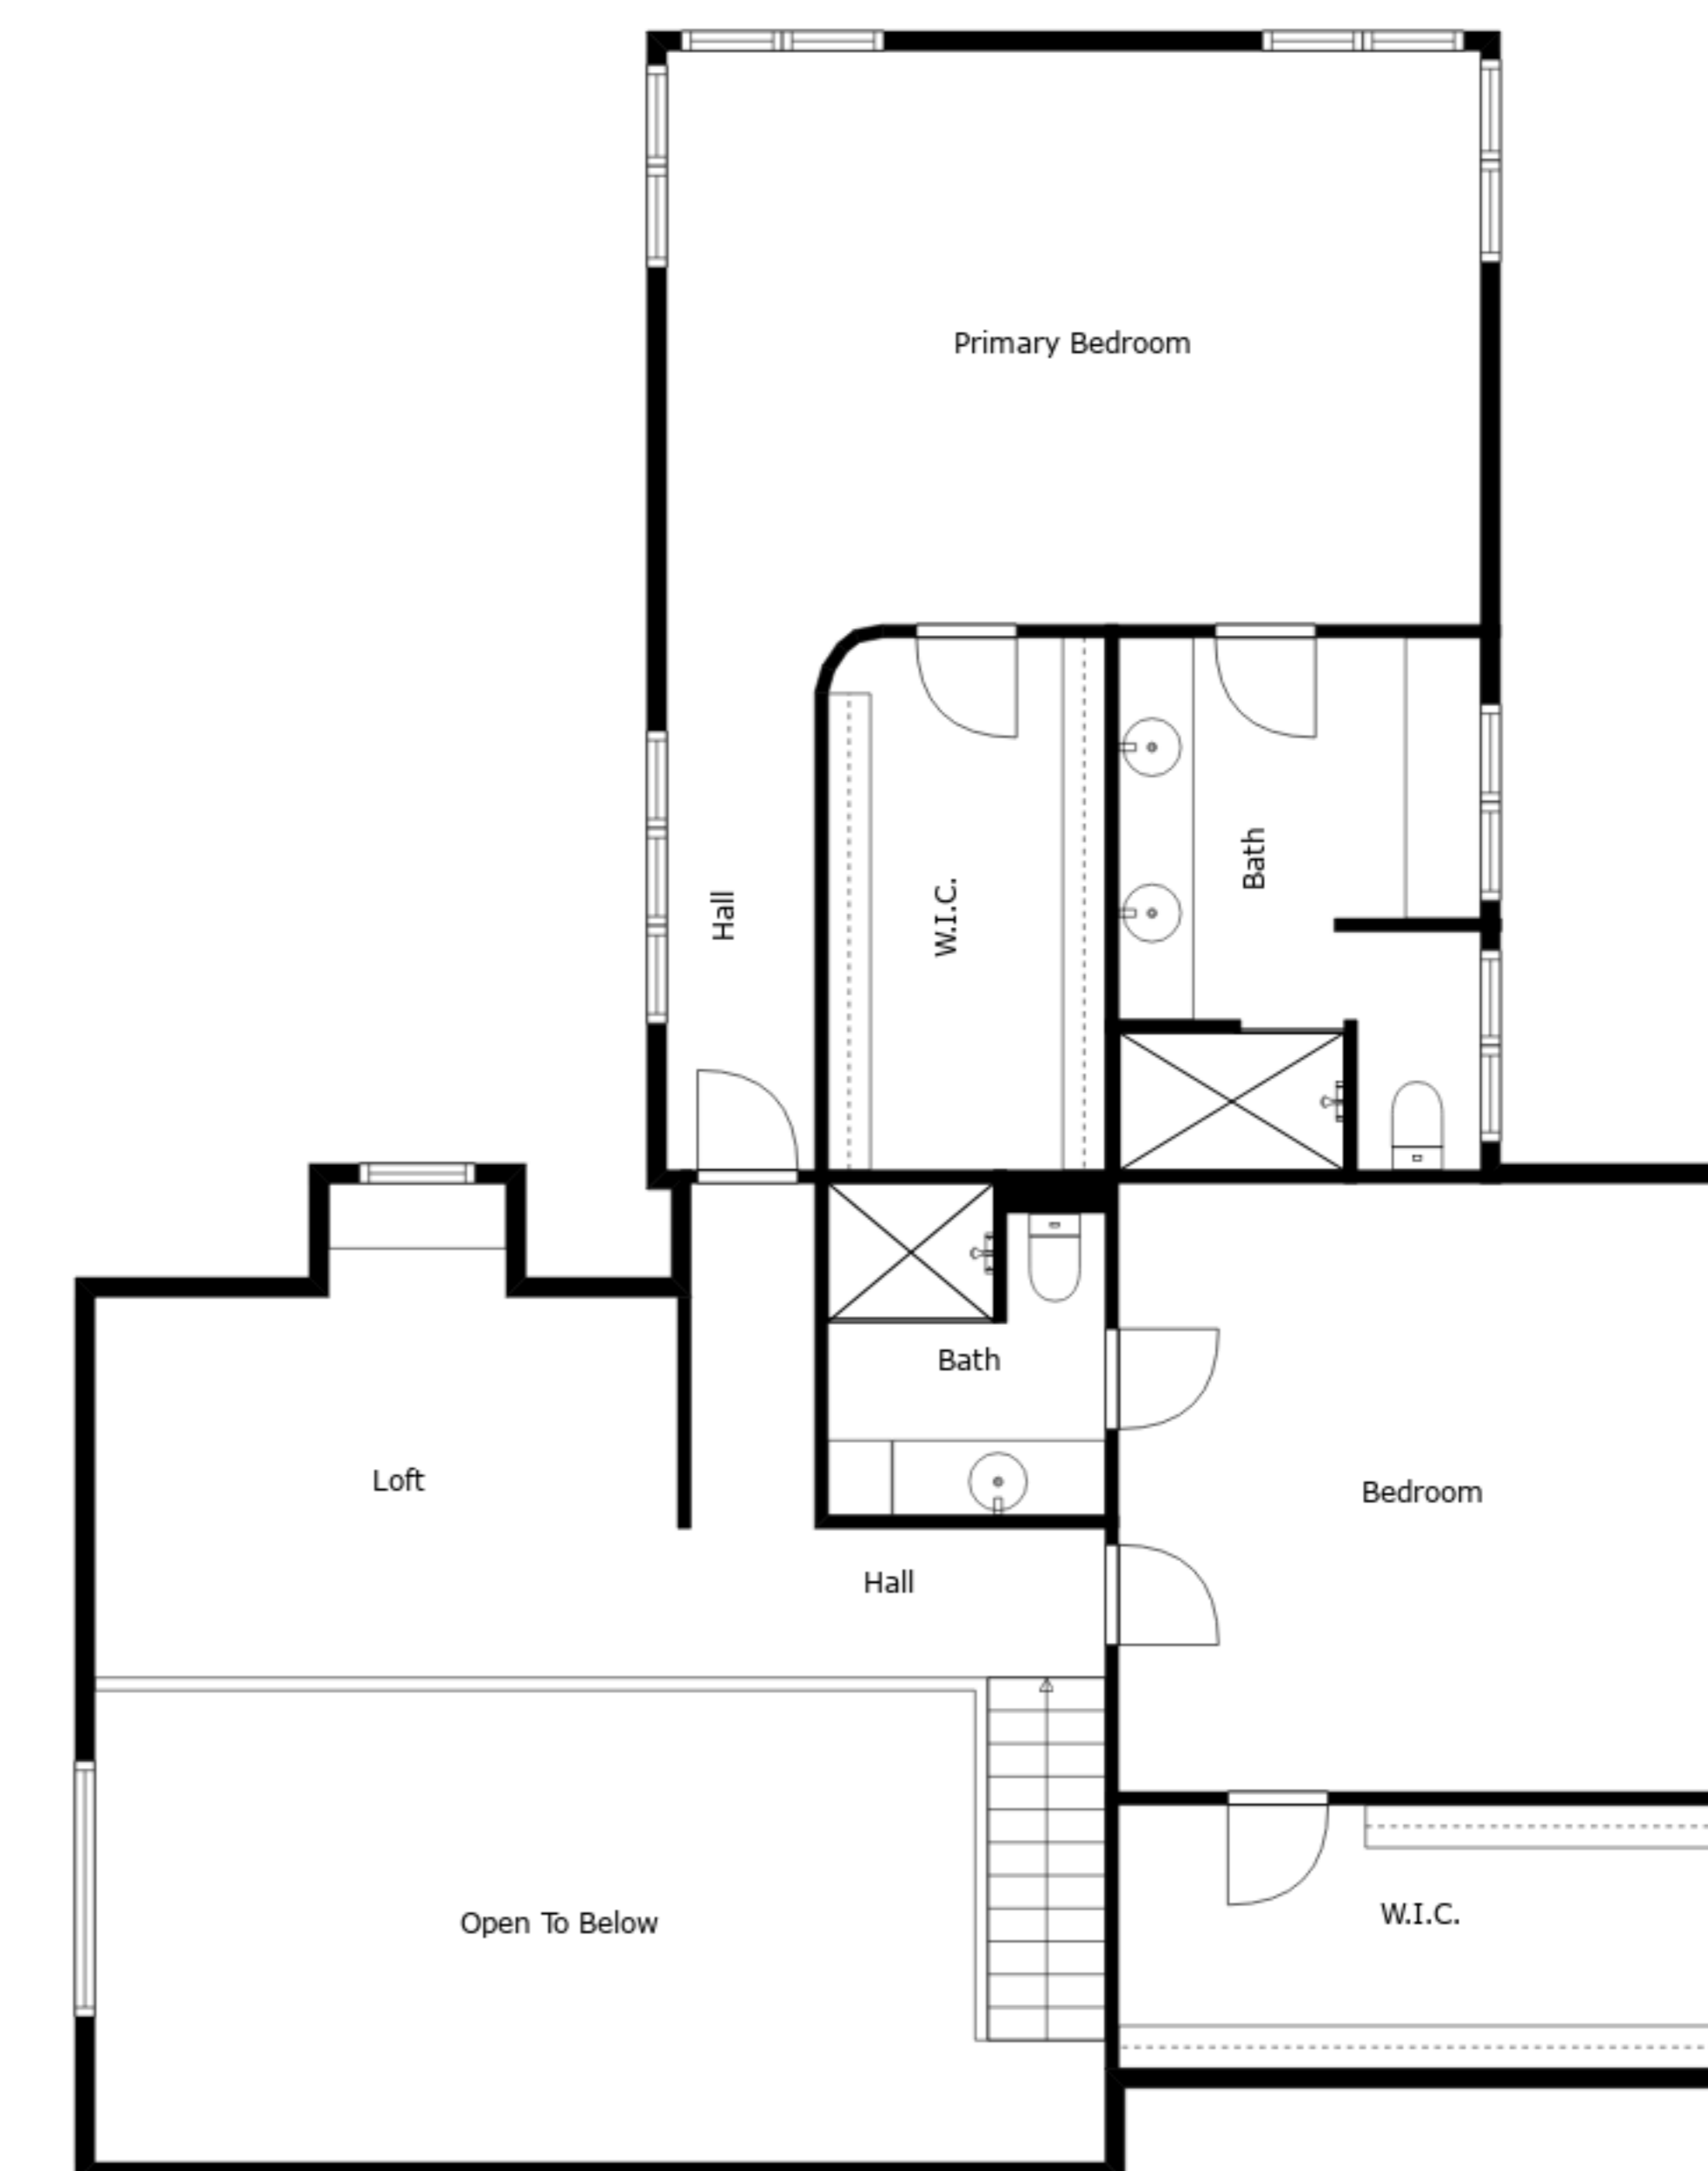 Primary Bedroom
Hall
W.I.C.
Bath
Bath
Loft
Bedroom
Hall
Open To Below
W.I.C.